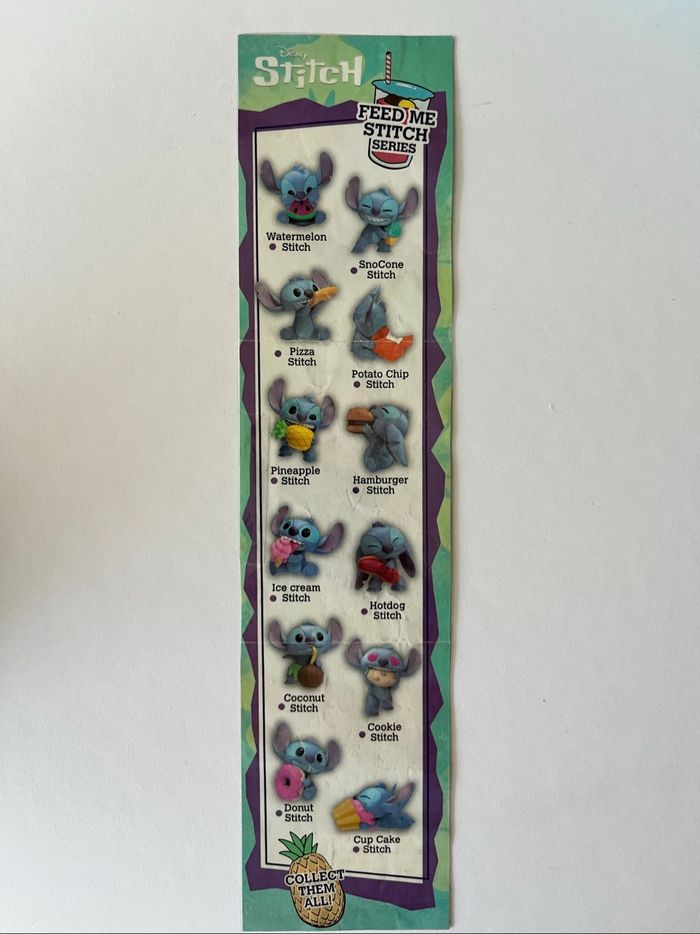 Disney
Stitch
FEED ME
STITCH
SERIES
Watermelon
Stitch
SnoCone
Stitch
Pizza
Stitch
Potato Chip
Stitch
Pineapple
Stitch
Hamburger
Stitch
Ice cream
Stitch
Hotdog
Stitch
Coconut
Stitch
Cookie
Stitch
Donut
Stitch
Cup Cake
Stitch
COLLECT
THEM
ALL!